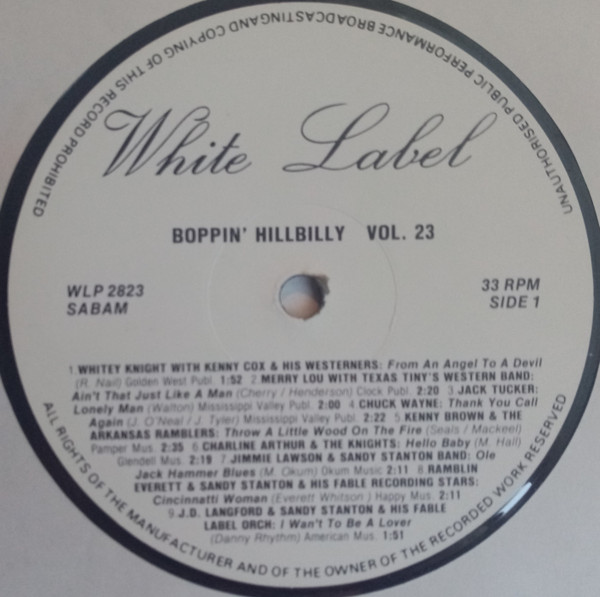 UNAUTHORISED PUBLIC PERFORMANCE BROADCASTING AND COPYING OF THIS RECORD PROHIBITED
White Label
BOPPIN' HILLBILLY VOL. 23
WLP 2823
SABAM
33 RPM
SIDE 1
1 WHITEY KNIGHT WITH KENNY COX & HIS WESTERNERS: From An Angel To A Devil
(R. Nail) Golden West Publ. 1:52 2 MERRY LOU WITH TEXAS TINY'S WESTERN BAND:
Ain't That Just Like A Man (Cherry / Henderson) Clock Publ. 2:20 3 JACK TUCKER:
Lonely Man (Walton) Mississippi Valley Publ. 2:00 4 CHUCK WAYNE: Thank You Call
Again (J. O'Neal / J. Tyler) Mississippi Valley Publ. 2:22 5 KENNY BROWN & THE
ARKANSAS RAMBLERS: Throw A Little Wood On The Fire (Seals / Mackeel)
Pamper Mus. 2:35 6 CHARLINE ARTHUR & THE KNIGHTS: Hello Baby (M. Hall)
Glendell Mus. 2:19 7 JIMMIE LAWSON & SANDY STANTON BAND: Ole
Jack Hammer Blues (M. Okum) Okum Music 2:11 8 RAMBLIN
EVERETT & SANDY STANTON & HIS FABLE RECORDING STARS:
Cincinnatti Woman (Everett Whitson) Happy Mus. 2:11
9 J.D. LANGFORD & SANDY STANTON & HIS FABLE
LABEL ORCH: I Wan't To Be A Lover
(Danny Rhythm) American Mus. 1:51
ALL RIGHTS OF THE MANUFACTURER AND OF THE OWNER OF THE RECORDED WORK RESERVED